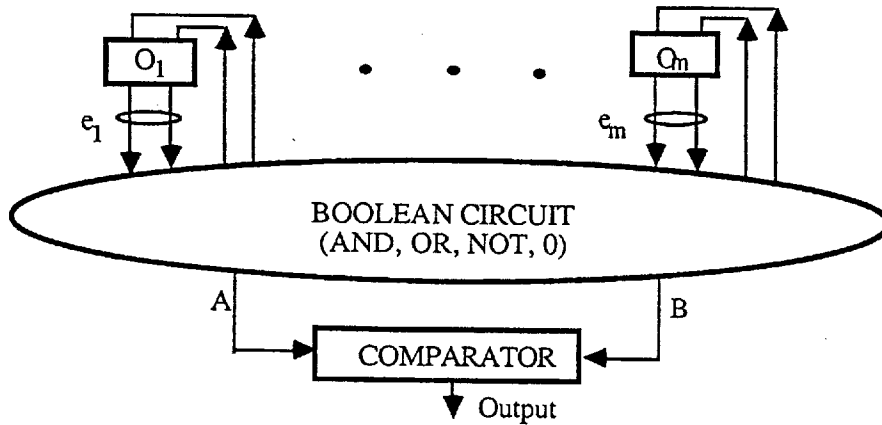 O1
Om
e1
em
BOOLEAN CIRCUIT
(AND, OR, NOT, 0)
A
B
COMPARATOR
Output